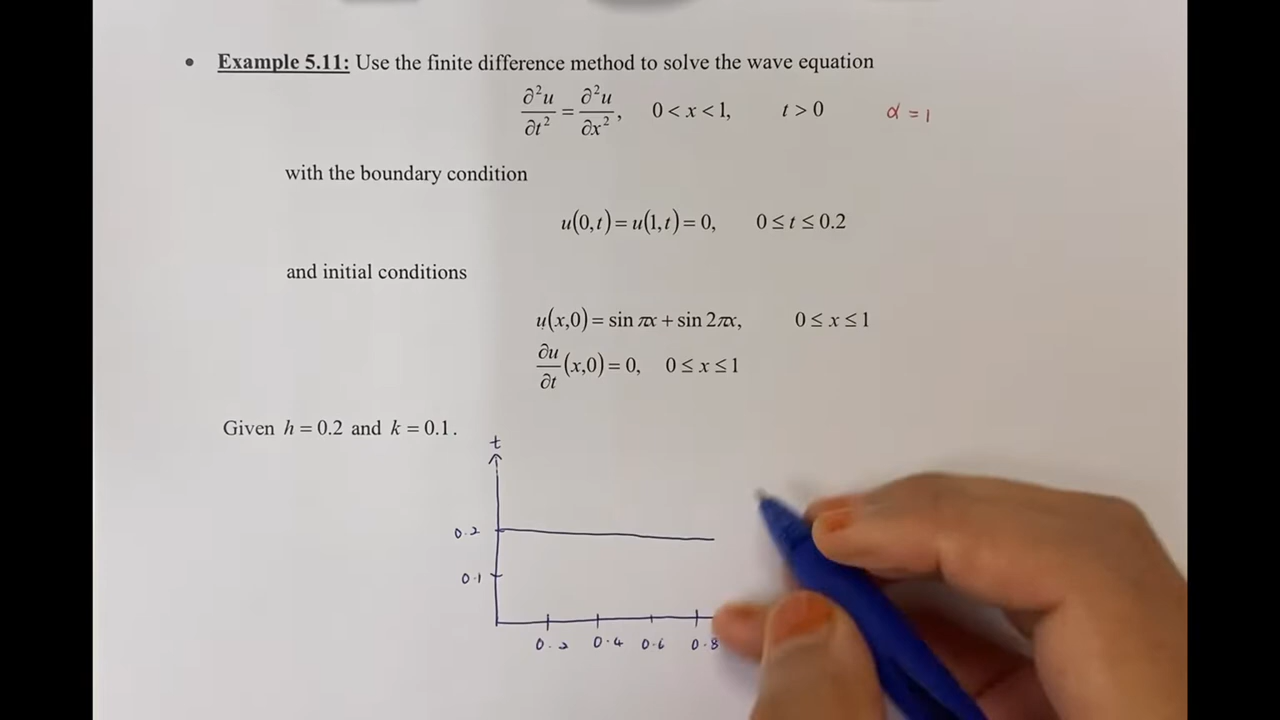 • Example 5.11: Use the finite difference method to solve the wave equation
∂²u/∂t² = ∂²u/∂x², 0 < x < 1, t > 0 α = 1
with the boundary condition
u(0,t) = u(1,t) = 0, 0 ≤ t ≤ 0.2
and initial conditions
u(x,0) = sin πx + sin 2πx, 0 ≤ x ≤ 1
∂u/∂t (x,0) = 0, 0 ≤ x ≤ 1
Given h = 0.2 and k = 0.1.
t
0.2
0.1
0.2 0.4 0.6 0.8